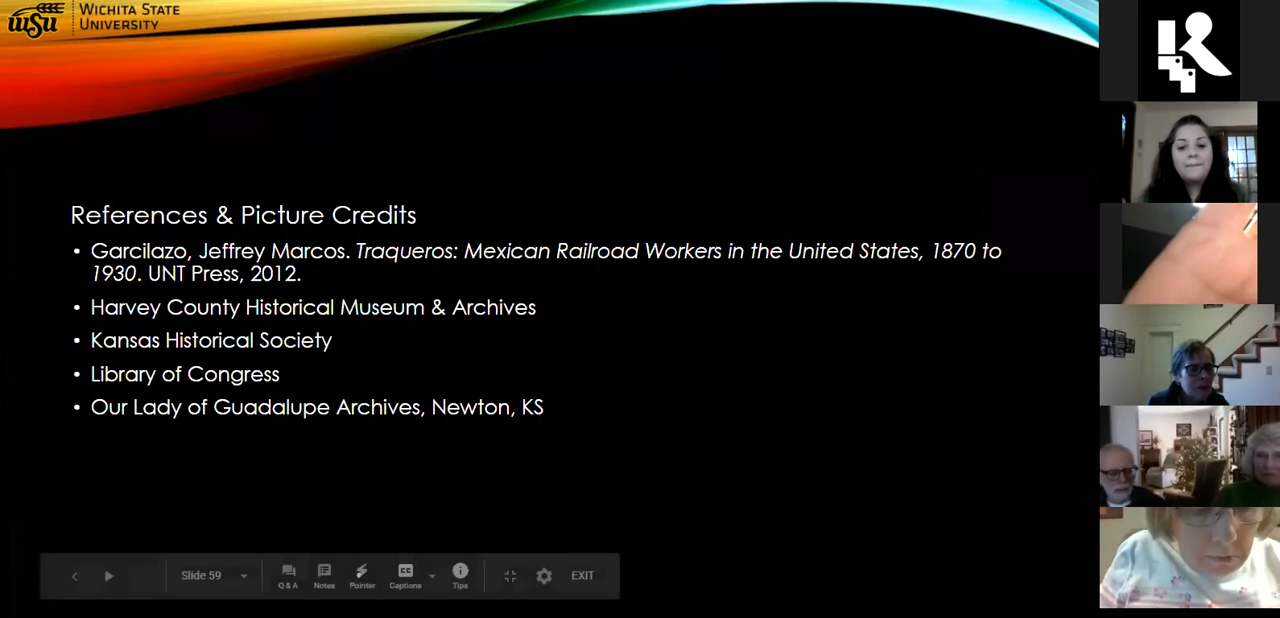 WICHITA STATE
UNIVERSITY
WSU
References & Picture Credits
• Garcilazo, Jeffrey Marcos. Traqueros: Mexican Railroad Workers in the United States, 1870 to
1930. UNT Press, 2012.
• Harvey County Historical Museum & Archives
• Kansas Historical Society
• Library of Congress
• Our Lady of Guadalupe Archives, Newton, KS
Slide 59
Q & A
Notes
Pointer
CC
Captions
Tips
EXIT